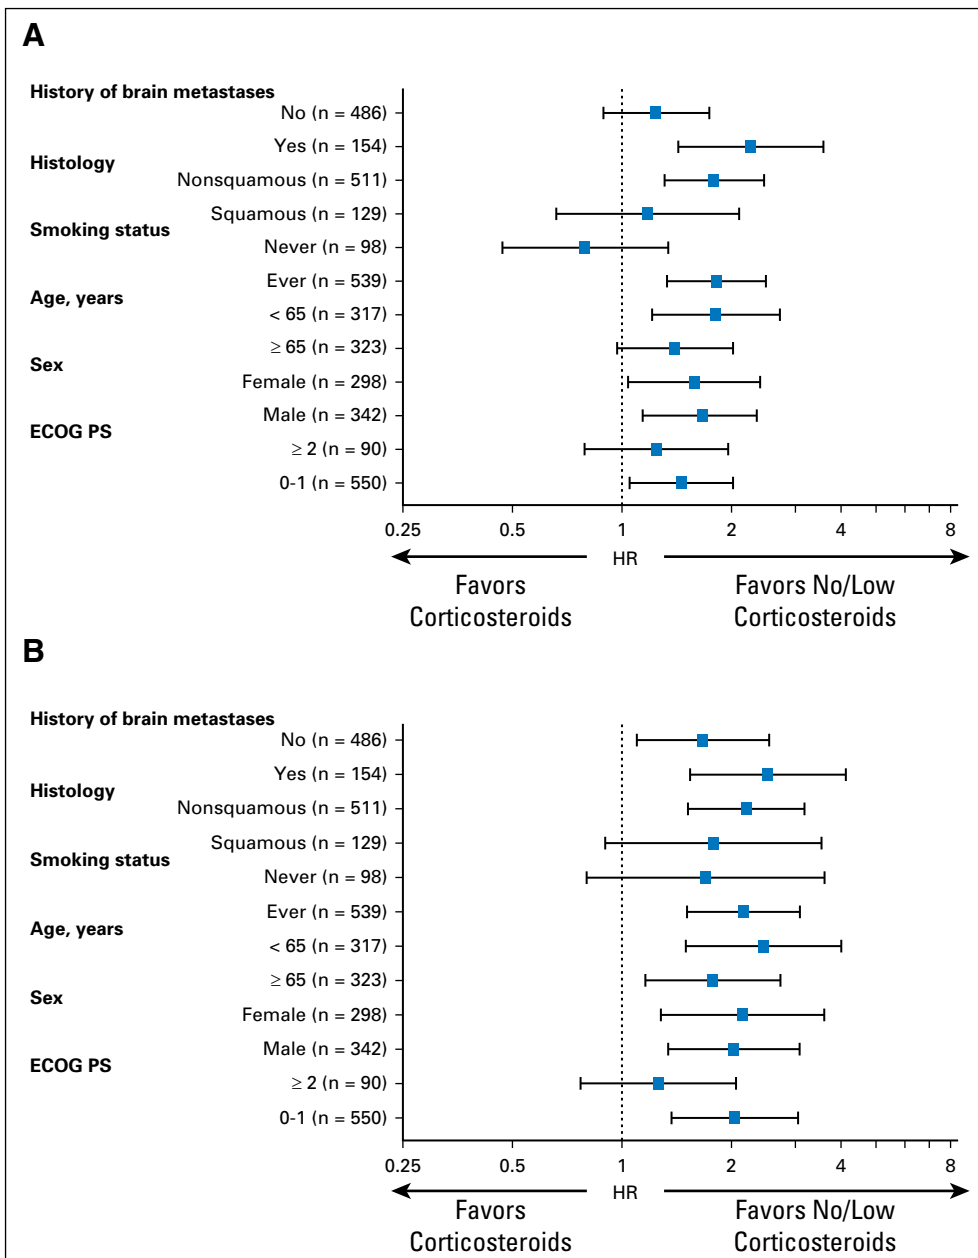 A
History of brain metastases
No (n = 486)
Yes (n = 154)
Histology
Nonsquamous (n = 511)
Squamous (n = 129)
Smoking status
Never (n = 98)
Ever (n = 539)
Age, years
< 65 (n = 317)
≥ 65 (n = 323)
Sex
Female (n = 298)
Male (n = 342)
ECOG PS
≥ 2 (n = 90)
0-1 (n = 550)
0.25 0.5 1 2 4 8
HR
Favors
Corticosteroids
Favors No/Low
Corticosteroids
B
History of brain metastases
No (n = 486)
Yes (n = 154)
Histology
Nonsquamous (n = 511)
Squamous (n = 129)
Smoking status
Never (n = 98)
Ever (n = 539)
Age, years
< 65 (n = 317)
≥ 65 (n = 323)
Sex
Female (n = 298)
Male (n = 342)
ECOG PS
≥ 2 (n = 90)
0-1 (n = 550)
0.25 0.5 1 2 4 8
HR
Favors
Corticosteroids
Favors No/Low
Corticosteroids